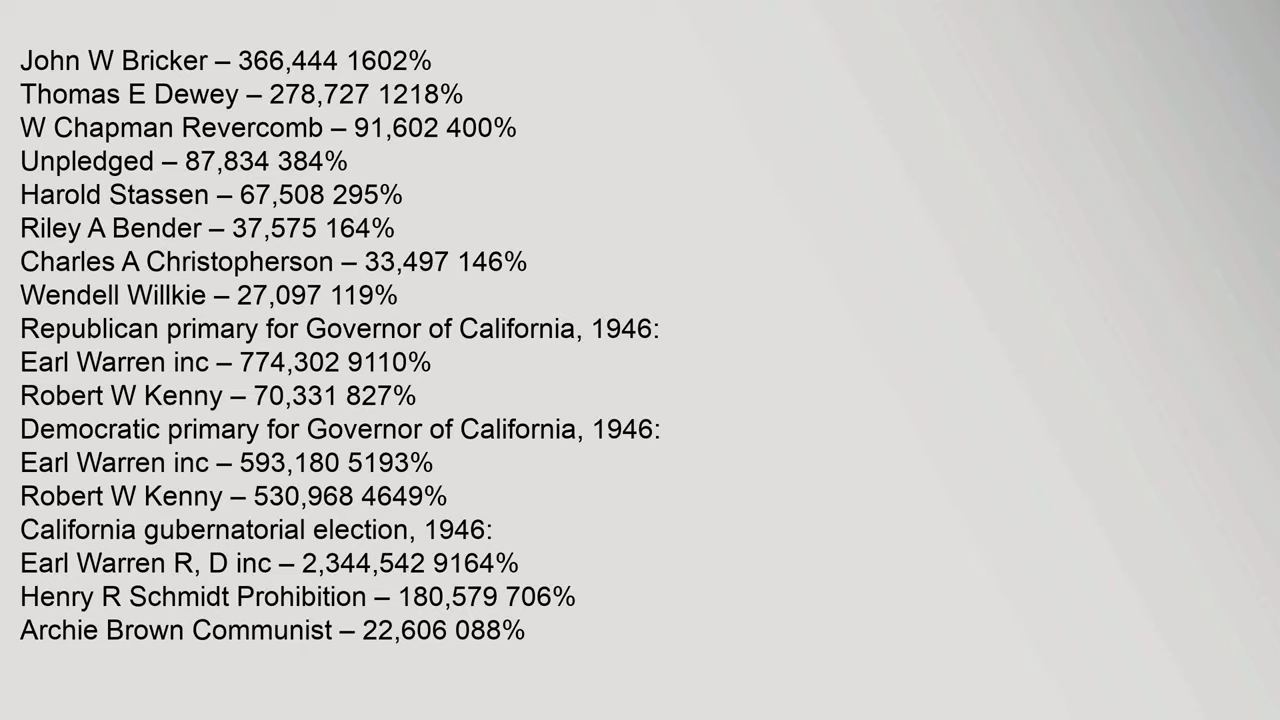 John W Bricker – 366,444 1602%
Thomas E Dewey – 278,727 1218%
W Chapman Revercomb – 91,602 400%
Unpledged – 87,834 384%
Harold Stassen – 67,508 295%
Riley A Bender – 37,575 164%
Charles A Christopherson – 33,497 146%
Wendell Willkie – 27,097 119%
Republican primary for Governor of California, 1946:
Earl Warren inc – 774,302 9110%
Robert W Kenny – 70,331 827%
Democratic primary for Governor of California, 1946:
Earl Warren inc – 593,180 5193%
Robert W Kenny – 530,968 4649%
California gubernatorial election, 1946:
Earl Warren R, D inc – 2,344,542 9164%
Henry R Schmidt Prohibition – 180,579 706%
Archie Brown Communist – 22,606 088%